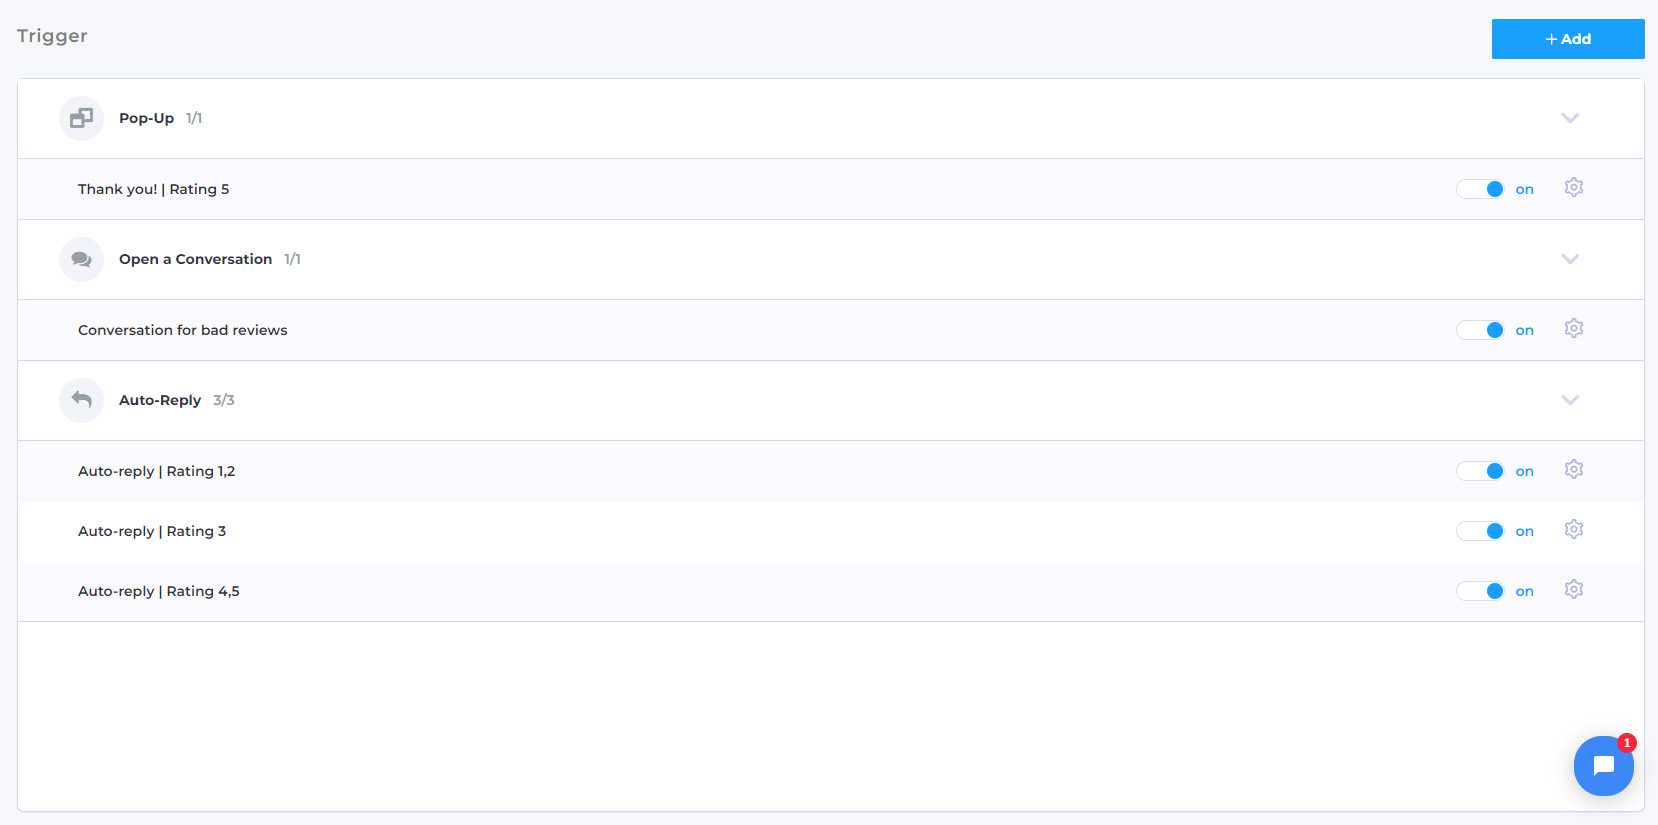 Trigger
+ Add
Pop-Up 1/1
Thank you! | Rating 5
on
Open a Conversation 1/1
Conversation for bad reviews
on
Auto-Reply 3/3
Auto-reply | Rating 1,2
on
Auto-reply | Rating 3
on
Auto-reply | Rating 4,5
on
1